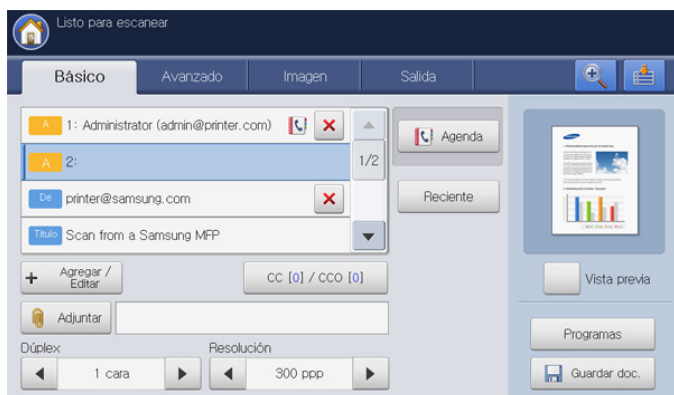 Listo para escanear
Básico
Avanzado
Imagen
Salida
A 1: Administrator (admin@printer.com)
A 2:
1/2
De printer@samsung.com
Título Scan from a Samsung MFP
Agenda
Reciente
+ Agregar /
Editar
CC [0] / CCO [0]
Adjuntar
Dúplex
Resolución
1 cara
300 ppp
Vista previa
Programas
Guardar doc.